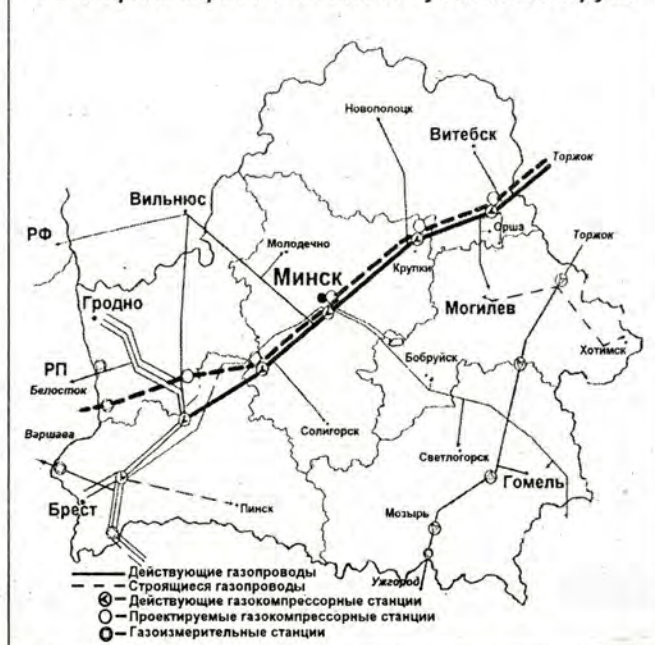 Новополоцк
Витебск
Торжок
Вильнюс
РФ
Молодечно
Орша
Торжок
МИНСК
Крупки
Гродно
Могилев
РП
Хотимск
Белосток
Бобруйск
Варшава
Солигорск
Светлогорск
Гомель
Брест
Пинск
Мозырь
Ужгород
Действующие газопроводы
Строящиеся газопроводы
Действующие газокомпрессорные станции
Проектируемые газокомпрессорные станции
Газоизмерительные станции